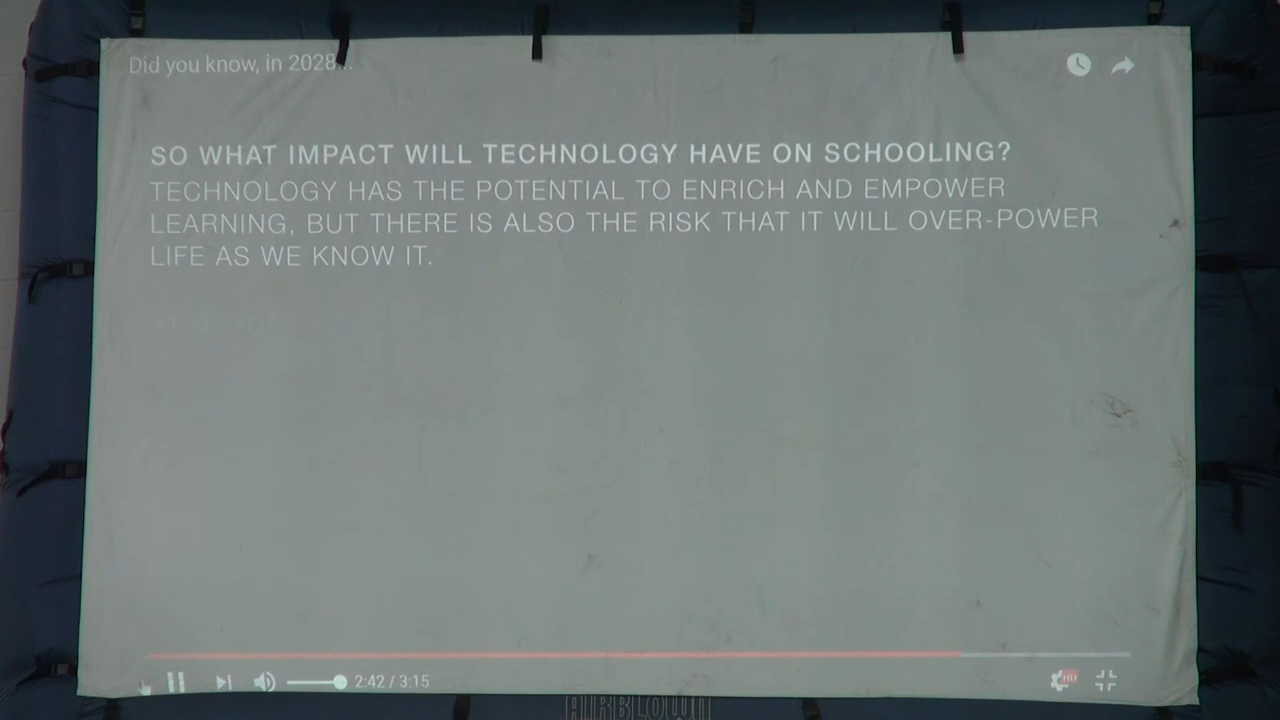 Did you know, in 2028...
SO WHAT IMPACT WILL TECHNOLOGY HAVE ON SCHOOLING?
TECHNOLOGY HAS THE POTENTIAL TO ENRICH AND EMPOWER
LEARNING, BUT THERE IS ALSO THE RISK THAT IT WILL OVER-POWER
LIFE AS WE KNOW IT.
2:42 / 3:15
HD
AIRBLOWN